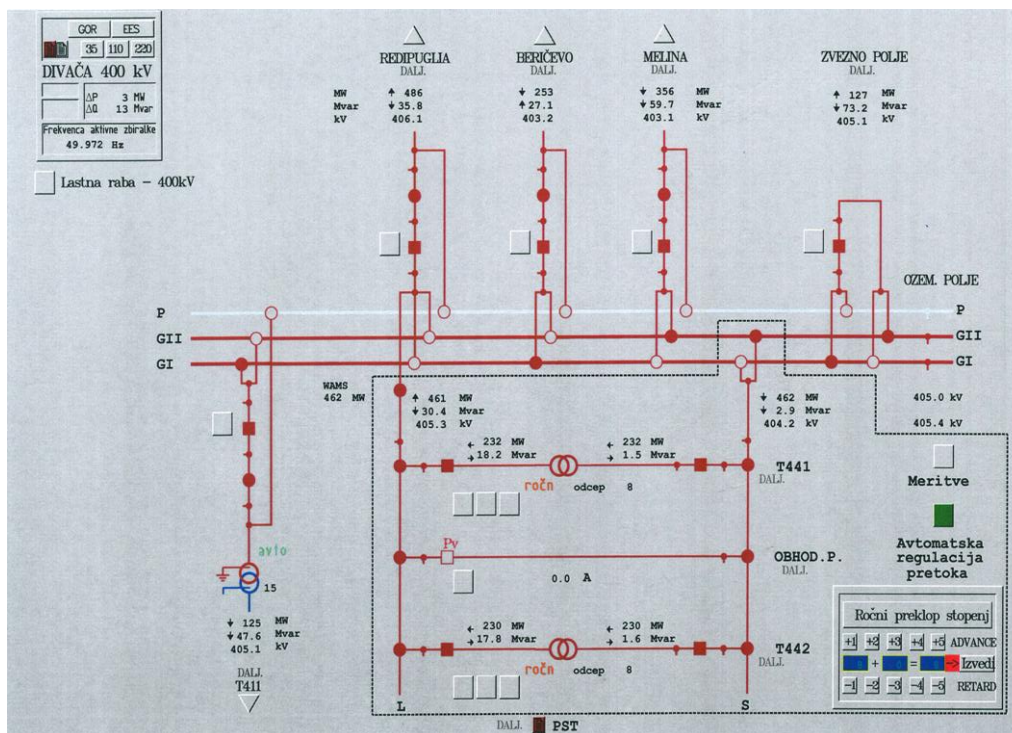 GOR EES
35 110 220
DIVAČA 400 kV
ΔP 3 MW
ΔQ 13 Mvar
Frekvenca aktivne zbiralke
49.972 Hz
Lastna raba - 400kV
REDIPUGLIA
DALJ.
BERIČEVO
DALJ.
MELINA
DALJ.
ZVEZNO POLJE
DALJ.
MW ↑ 486 ↓ 253 ↓ 356 MW ↑ 127
Mvar ↓ 35.8 ↑ 27.1 ↓ 59.7 Mvar ↓ 73.2
kV 406.1 403.2 403.1 kV 405.1
OZEM. POLJE
P P
GII GII
GI GI
WAMS
462 MW
↑ 461 MW
↓ 30.4 Mvar
405.3 kV
↓ 462 MW
↓ 2.9 Mvar
404.2 kV
405.0 kV
405.4 kV
← 232 MW ← 232 MW
→ 18.2 Mvar → 1.5 Mvar
T441
DALJ.
ročn odcep 8
Meritve
Pv
OBHOD.P.
DALJ.
0.0 A
Avtomatska
regulacija
pretoka
avto
15
↓ 125 MW
↓ 47.6 Mvar
405.1 kV
DALJ.
T411
← 230 MW ← 230 MW
→ 17.8 Mvar → 1.6 Mvar
T442
DALJ.
ročn odcep 8
Ročni preklop stopenj
+1 +2 +3 +4 +5 ADVANCE
+ = -> Izvedi
-1 -2 -3 -4 -5 RETARD
L S
DALJ. PST